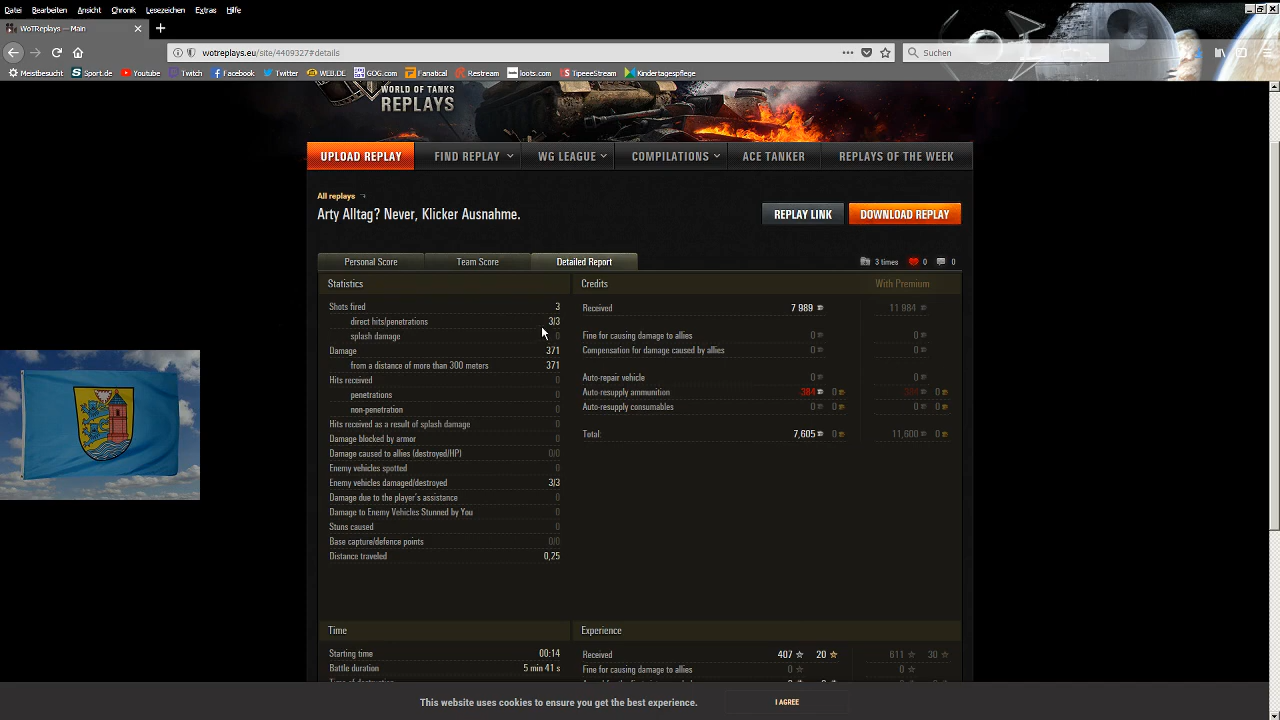 Datei Bearbeiten Ansicht Chronik Lesezeichen Extras Hilfe
WoTReplays — Main
wotreplays.eu/site/4409327#details
Suchen
Meistbesucht Sport.de Youtube Twitch Facebook Twitter WEB.DE GOG.com Fanatical Restream loots.com TipeeeStream Kindertagespflege
WORLD OF TANKS
REPLAYS
UPLOAD REPLAY FIND REPLAY WG LEAGUE COMPILATIONS ACE TANKER REPLAYS OF THE WEEK
All replays
Arty Alltag? Never, Klicker Ausnahme.
REPLAY LINK DOWNLOAD REPLAY
Personal Score Team Score Detailed Report 3 times 0 0
Statistics
Shots fired 3
direct hits/penetrations 3/3
splash damage 0
Damage 371
from a distance of more than 300 meters 371
Hits received 0
penetrations 0
non-penetration 0
Hits received as a result of splash damage 0
Damage blocked by armor 0
Damage caused to allies (destroyed/HP) 0/0
Enemy vehicles spotted 0
Enemy vehicles damaged/destroyed 3/3
Damage due to the player's assistance 0
Damage to Enemy Vehicles Stunned by You 0
Stuns caused 0
Base capture/defence points 0/0
Distance traveled 0,25
Credits With Premium
Received 7 989 11 984
Fine for causing damage to allies 0 0
Compensation for damage caused by allies 0 0
Auto-repair vehicle 0 0
Auto-resupply ammunition 384 0 384 0
Auto-resupply consumables 0 0 0 0
Total: 7,605 0 11,600 0
Time
Starting time 00:14
Battle duration 5 min 41 s
Experience
Received 407 20 611 30
Fine for causing damage to allies 0 0
This website uses cookies to ensure you get the best experience. I AGREE